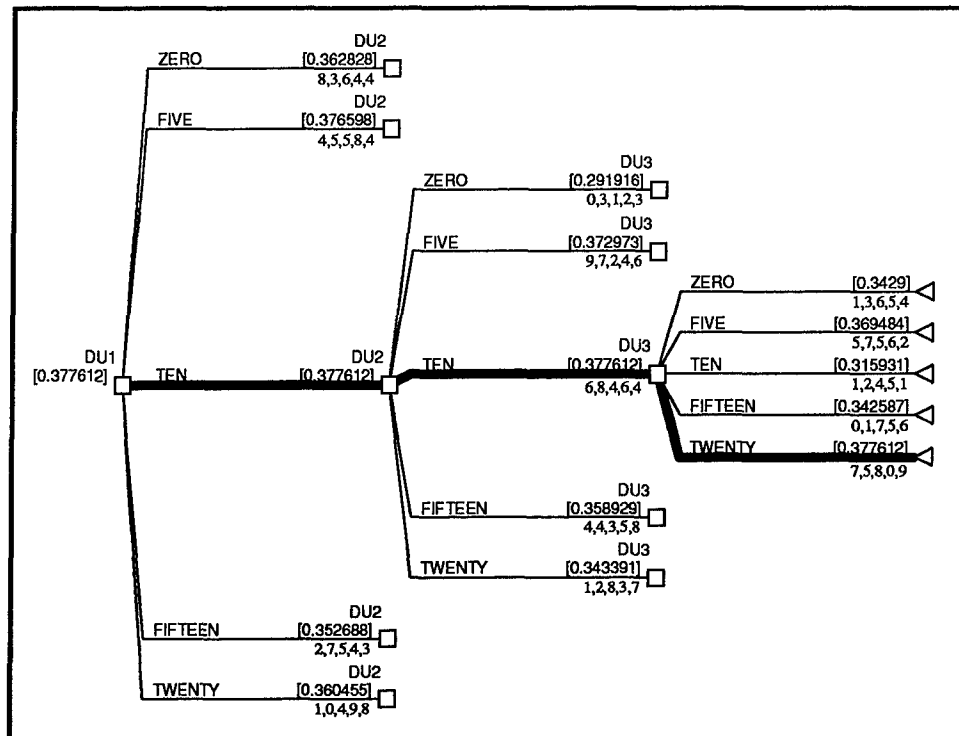 DU2
ZERO [0.362828]
8,3,6,4,4
DU2
FIVE [0.376598]
4,5,5,8,4
DU3
ZERO [0.291916]
0,3,1,2,3
DU3
FIVE [0.372973]
9,7,2,4,6
ZERO [0.3429]
1,3,6,5,4
FIVE [0.369484]
5,7,5,6,2
DU1 DU2 DU3
[0.377612] TEN [0.377612] TEN [0.377612] TEN [0.315931]
6,8,4,6,4 1,2,4,5,1
FIFTEEN [0.342587]
0,1,7,5,6
TWENTY [0.377612]
7,5,8,0,9
DU3
FIFTEEN [0.358929]
4,4,3,5,8
DU3
TWENTY [0.343391]
1,2,8,3,7
DU2
FIFTEEN [0.352688]
2,7,5,4,3
DU2
TWENTY [0.360455]
1,0,4,9,8